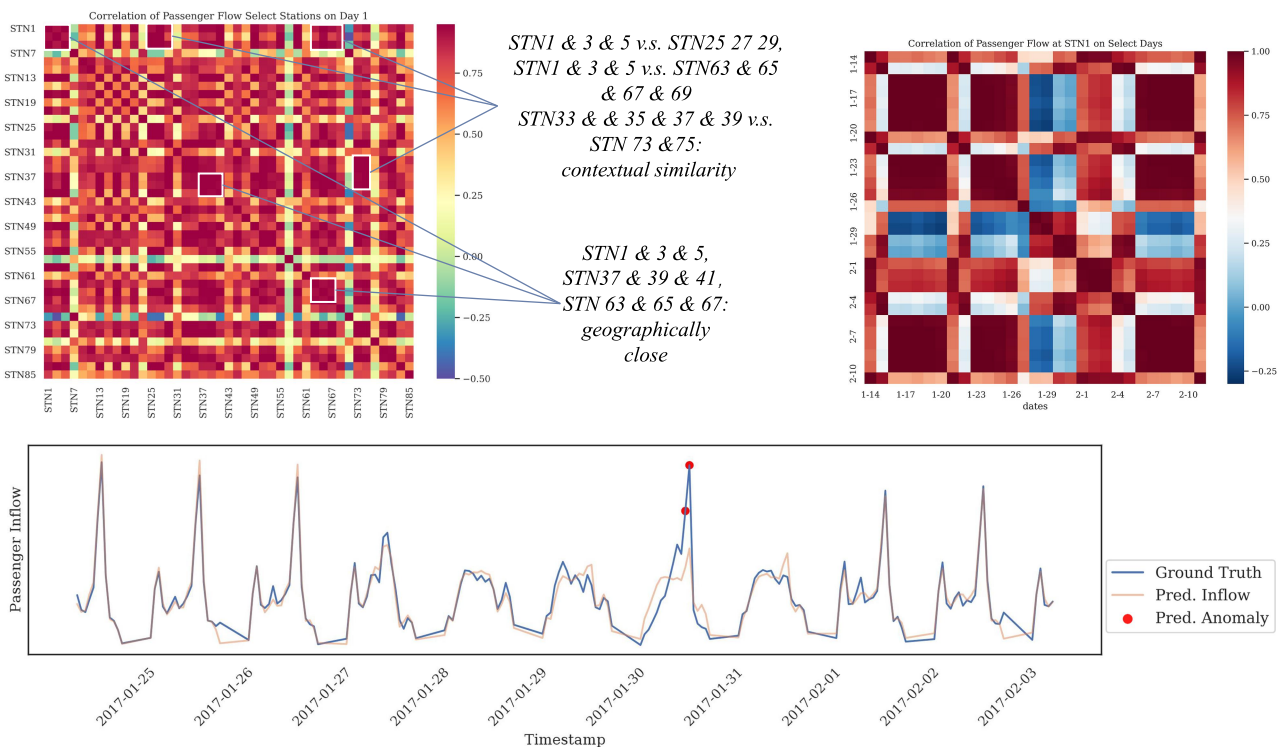 Correlation of Passenger Flow Select Stations on Day 1
STN1
STN7
STN13
STN19
STN25
STN31
STN37
STN43
STN49
STN55
STN61
STN67
STN73
STN79
STN85
STN1
STN7
STN13
STN19
STN25
STN31
STN37
STN43
STN49
STN55
STN61
STN67
STN73
STN79
STN85
0.75
0.50
0.25
0.00
−0.25
−0.50
STN1 & 3 & 5 v.s. STN25 27 29,
STN1 & 3 & 5 v.s. STN63 & 65
& 67 & 69
STN33 & & 35 & 37 & 39 v.s.
STN 73 &75:
contextual similarity
STN1 & 3 & 5,
STN37 & 39 & 41,
STN 63 & 65 & 67:
geographically
close
Correlation of Passenger Flow at STN1 on Select Days
1-14
1-17
1-20
1-23
1-26
1-29
2-1
2-4
2-7
2-10
1-14
1-17
1-20
1-23
1-26
1-29
2-1
2-4
2-7
2-10
dates
1.00
0.75
0.50
0.25
0.00
−0.25
Passenger Inflow
2017-01-25
2017-01-26
2017-01-27
2017-01-28
2017-01-29
2017-01-30
2017-01-31
2017-02-01
2017-02-02
2017-02-03
Timestamp
Ground Truth
Pred. Inflow
Pred. Anomaly